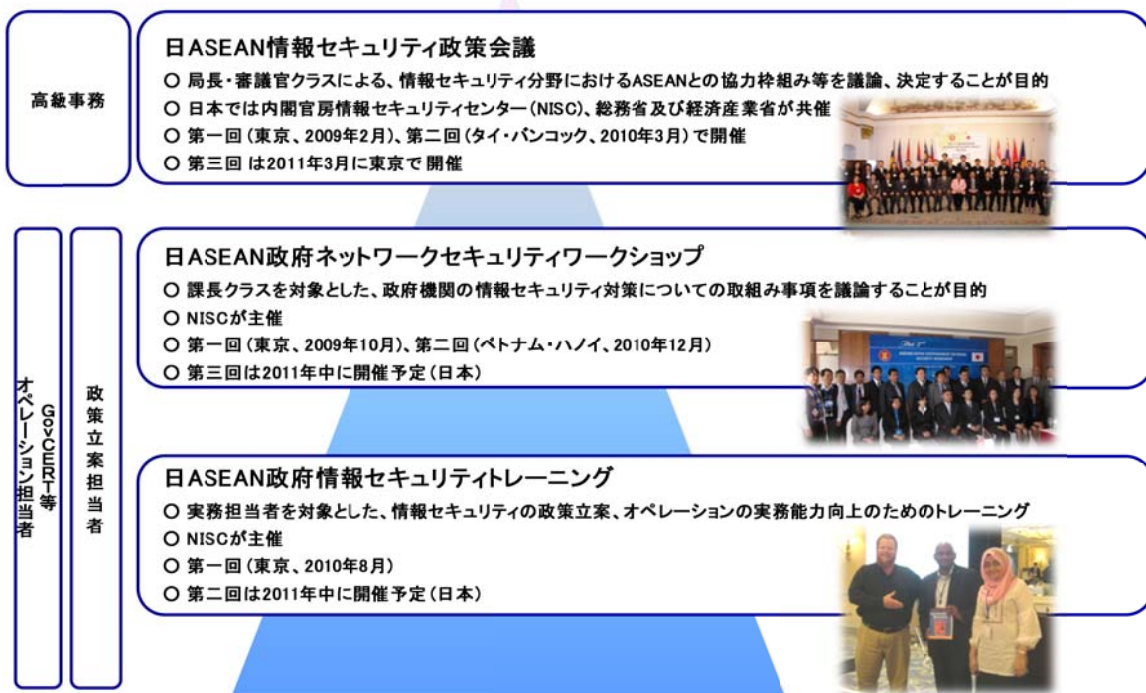 高級事務
日ASEAN情報セキュリティ政策会議
○ 局長・審議官クラスによる、情報セキュリティ分野におけるASEANとの協力枠組み等を議論、決定することが目的
○ 日本では内閣官房情報セキュリティセンター(NISC)、総務省及び経済産業省が共催
○ 第一回(東京、2009年2月)、第二回(タイ・バンコック、2010年3月)で開催
○ 第三回は2011年3月に東京で開催
GovCERT等
オペレーション担当者
政策立案担当者
日ASEAN政府ネットワークセキュリティワークショップ
○ 課長クラスを対象とした、政府機関の情報セキュリティ対策についての取組み事項を議論することが目的
○ NISCが主催
○ 第一回(東京、2009年10月)、第二回(ベトナム・ハノイ、2010年12月)
○ 第三回は2011年中に開催予定(日本)
日ASEAN政府情報セキュリティトレーニング
○ 実務担当者を対象とした、情報セキュリティの政策立案、オペレーションの実務能力向上のためのトレーニング
○ NISCが主催
○ 第一回(東京、2010年8月)
○ 第二回は2011年中に開催予定(日本)